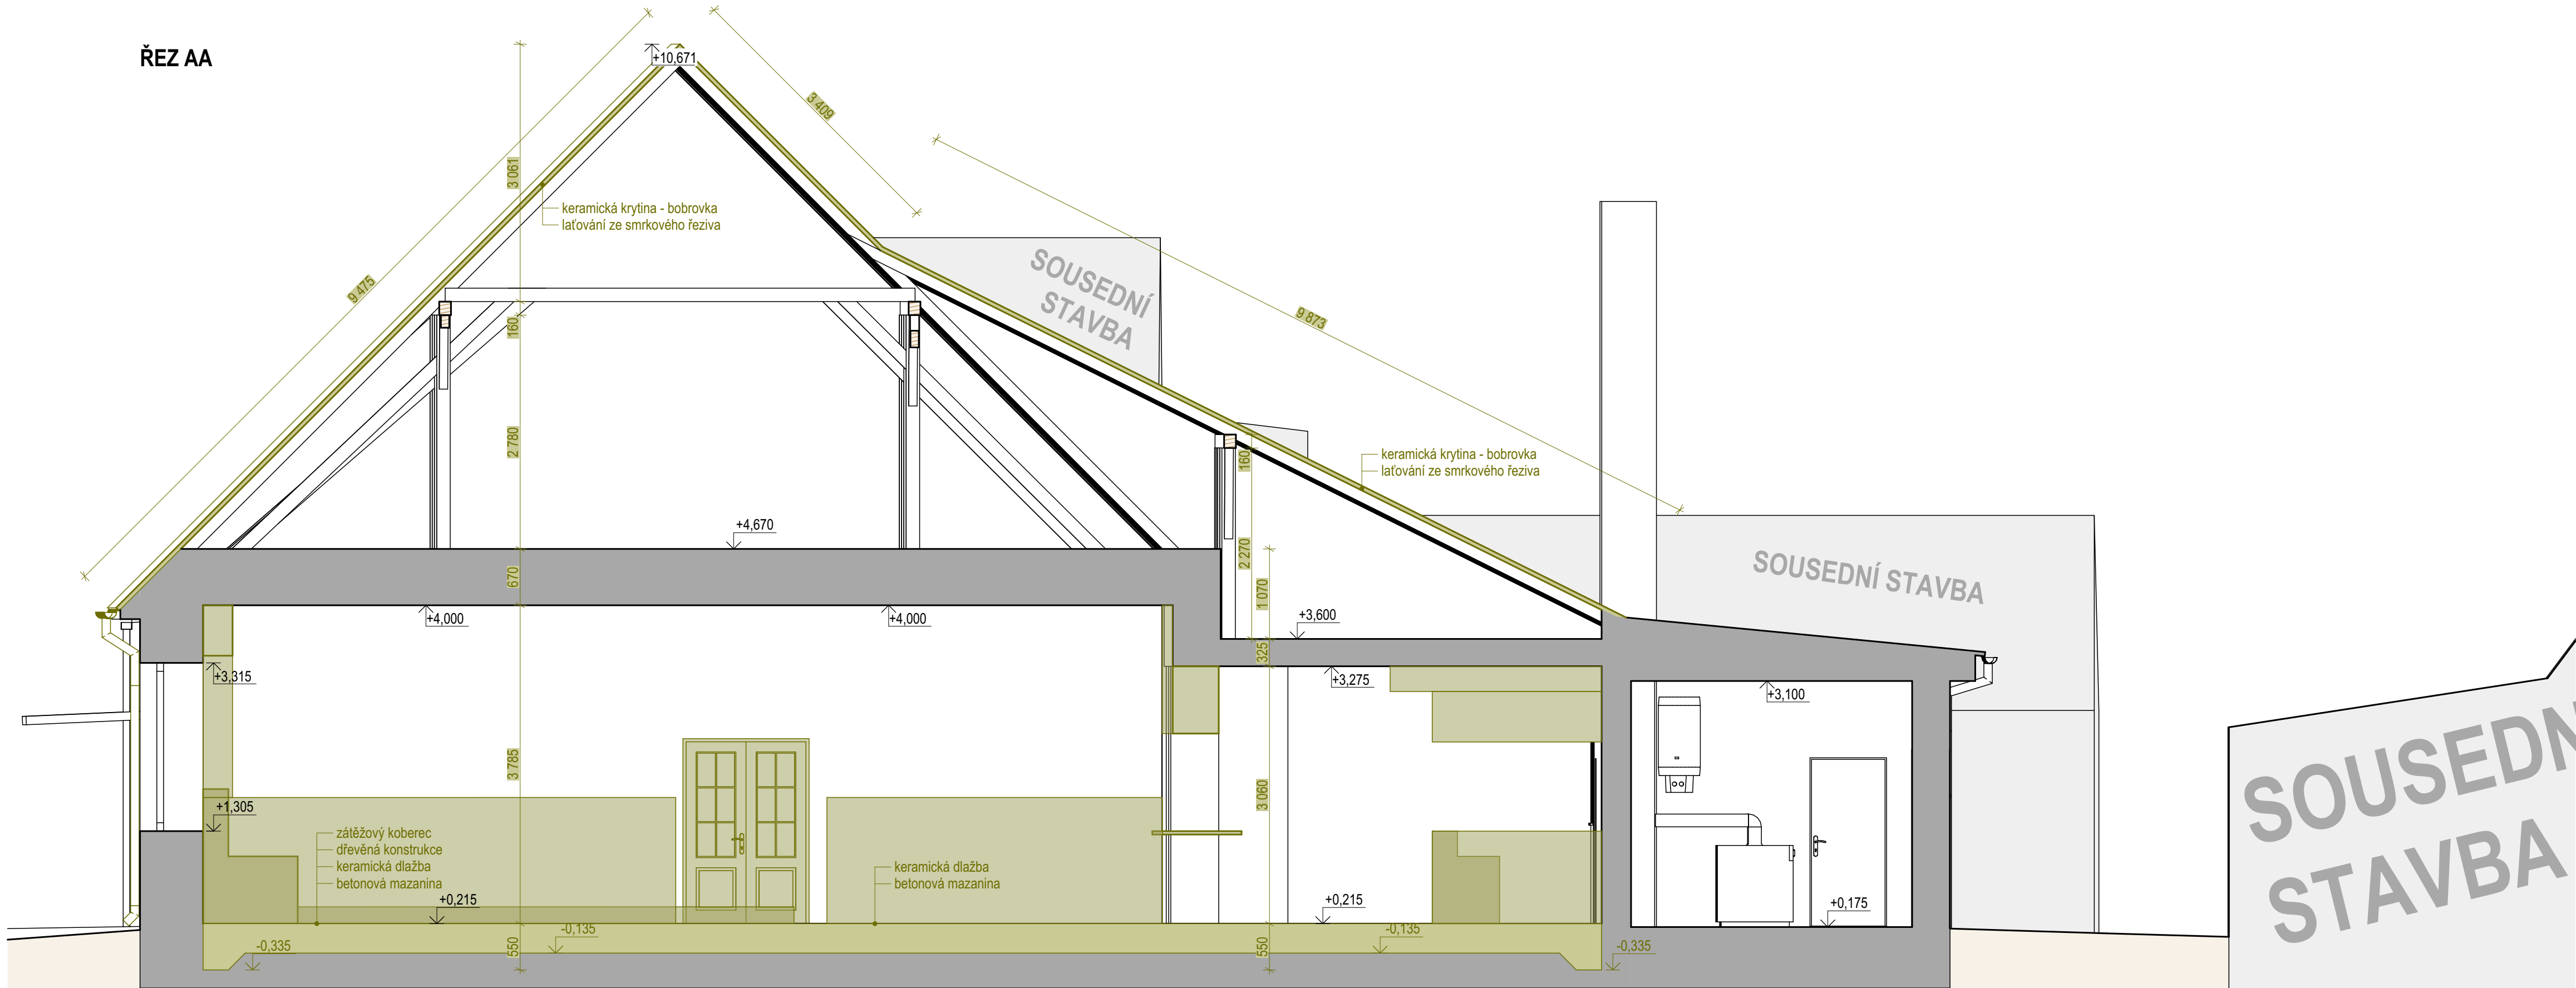 ŘEZ AA
+10,671
3 409
3 061
9 873
9 475
keramická krytina - bobrovka
laťování ze smrkového řeziva
SOUSEDNÍ
STAVBA
160
2 780
keramická krytina - bobrovka
laťování ze smrkového řeziva
160
2 270
+4,670
670
1 070
SOUSEDNÍ STAVBA
+4,000
+4,000
+3,600
325
+3,315
+3,275
+3,100
3 785
3 060
+1,305
zátěžový koberec
dřevěná konstrukce
keramická dlažba
betonová mazanina
keramická dlažba
betonová mazanina
+0,215
+0,215
+0,175
-0,335
550
-0,135
550
-0,135
-0,335
SOUSEDN
STAVBA